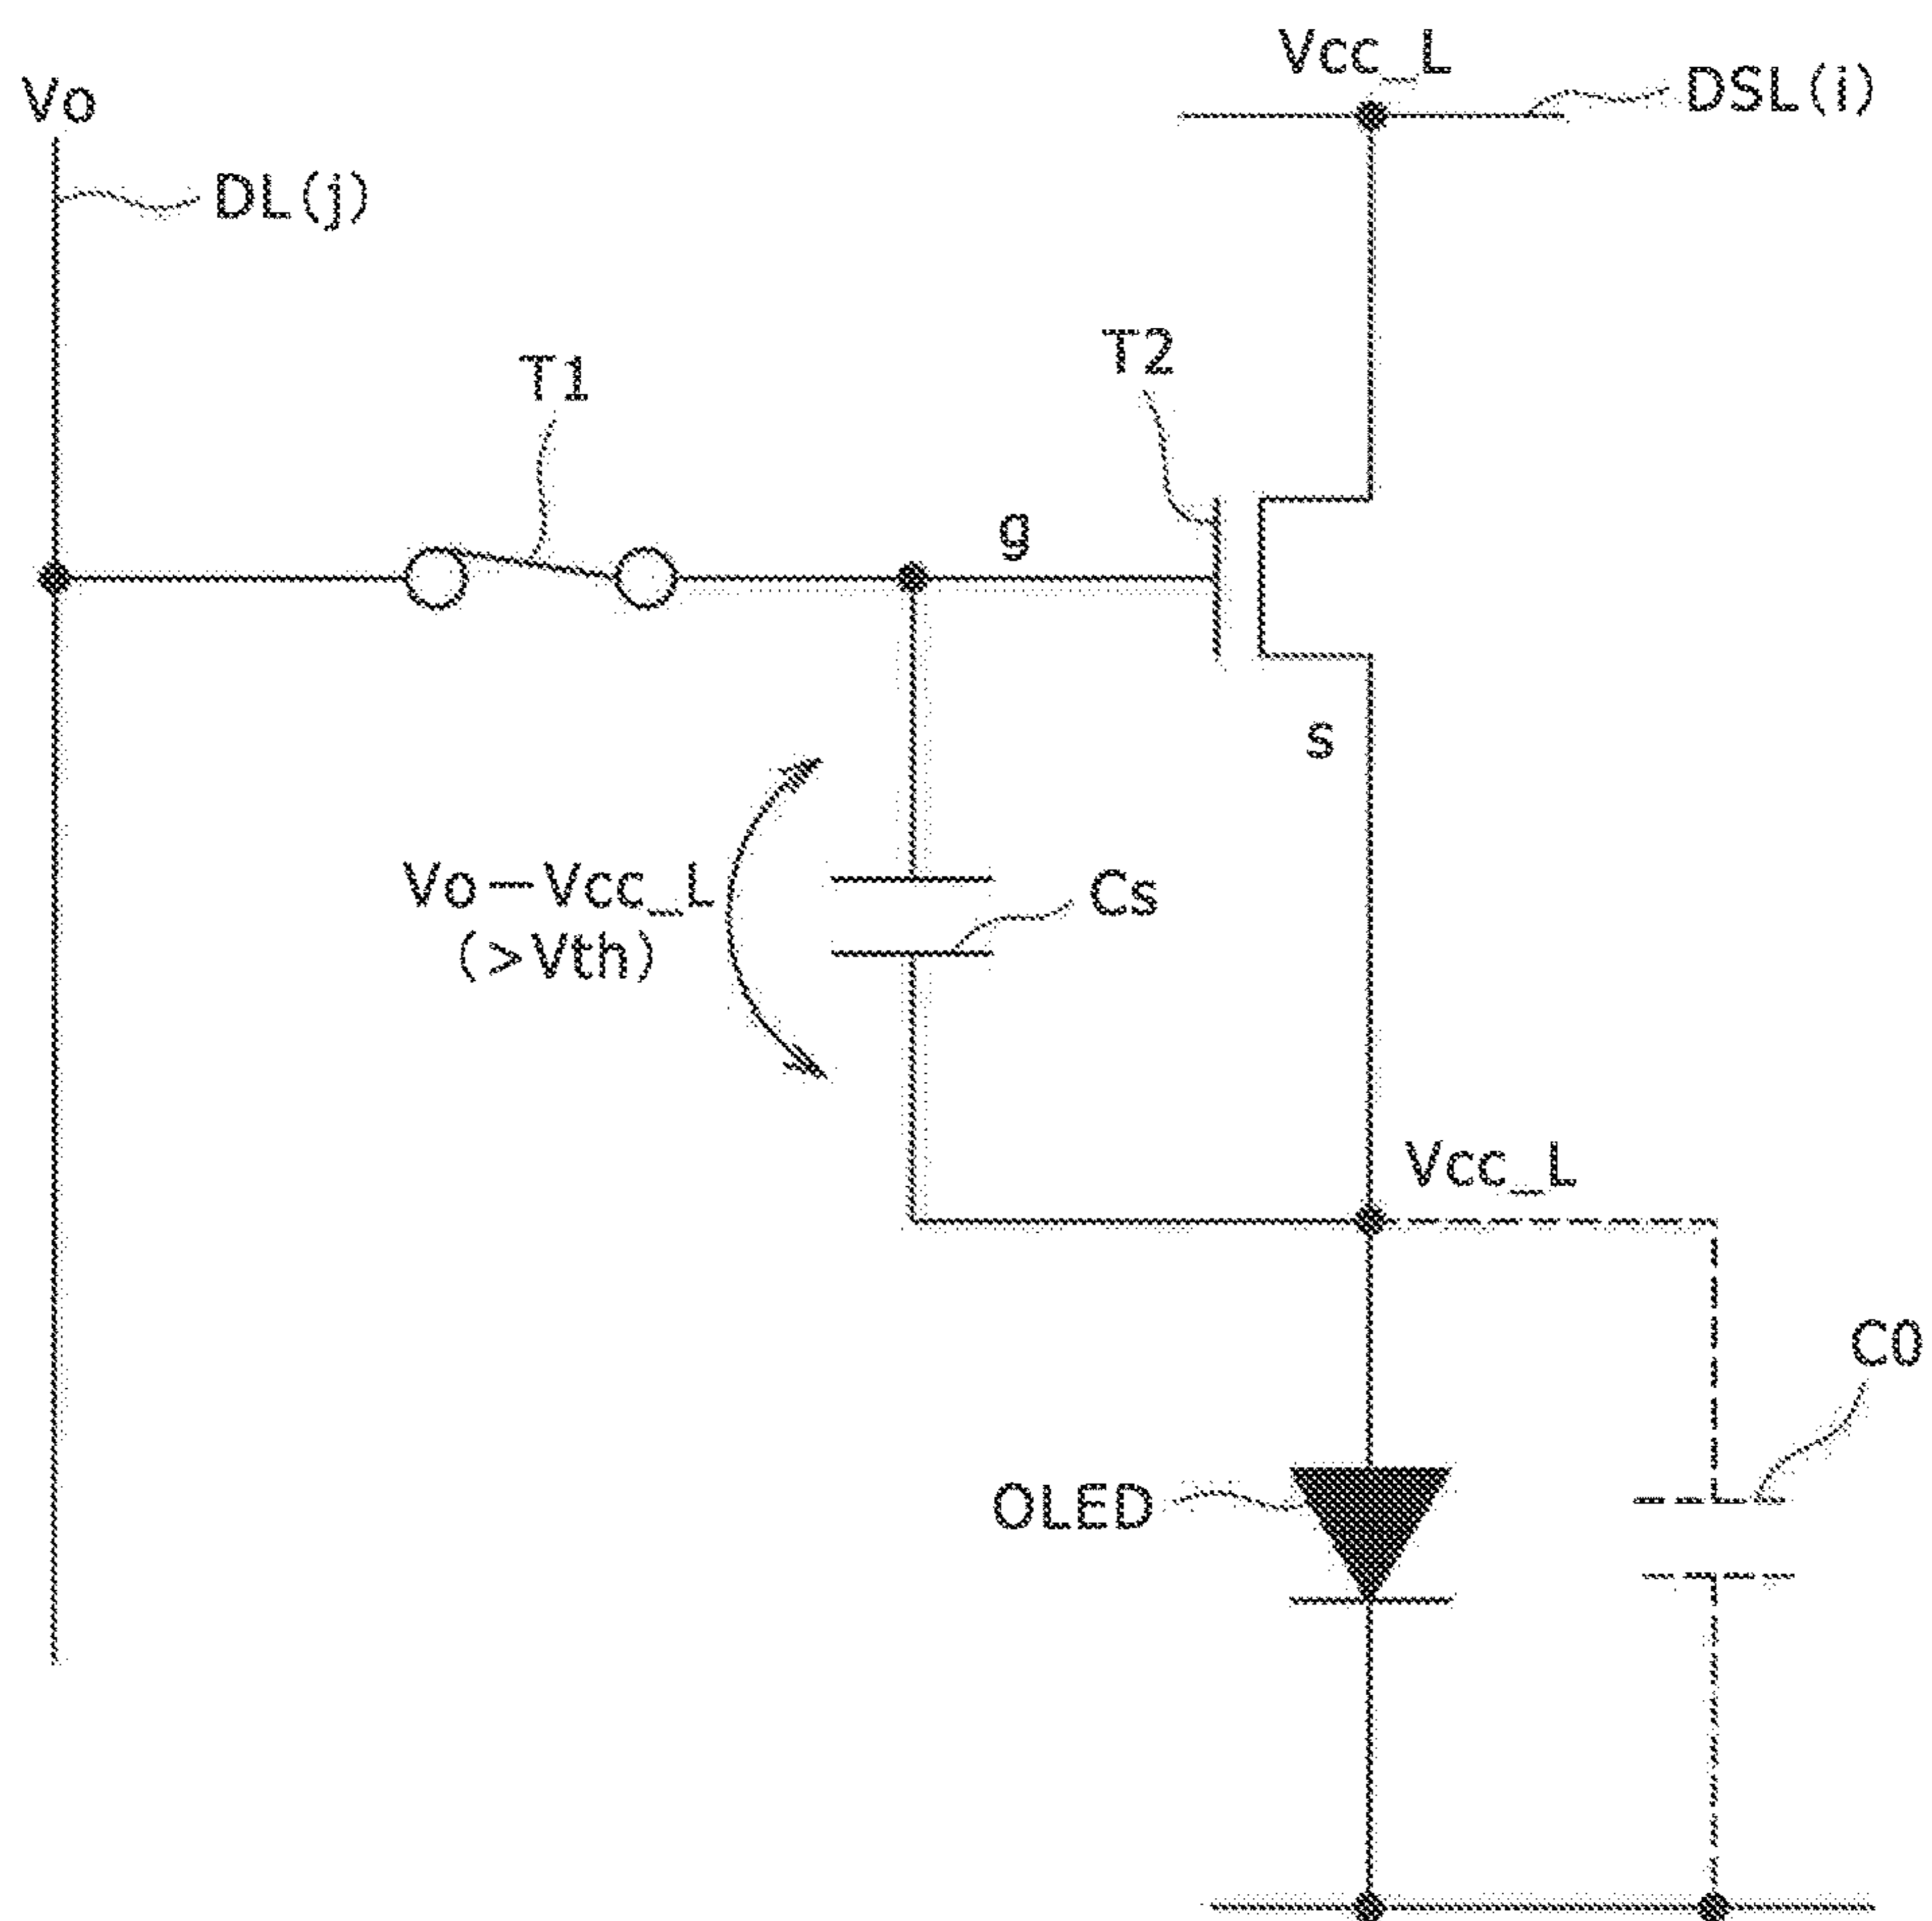 Vcc_L
DSL(i)
Vo
DL(j)
T1
T2
g
s
Vo−Vcc_L
(>Vth)
Cs
Vcc_L
C0
OLED